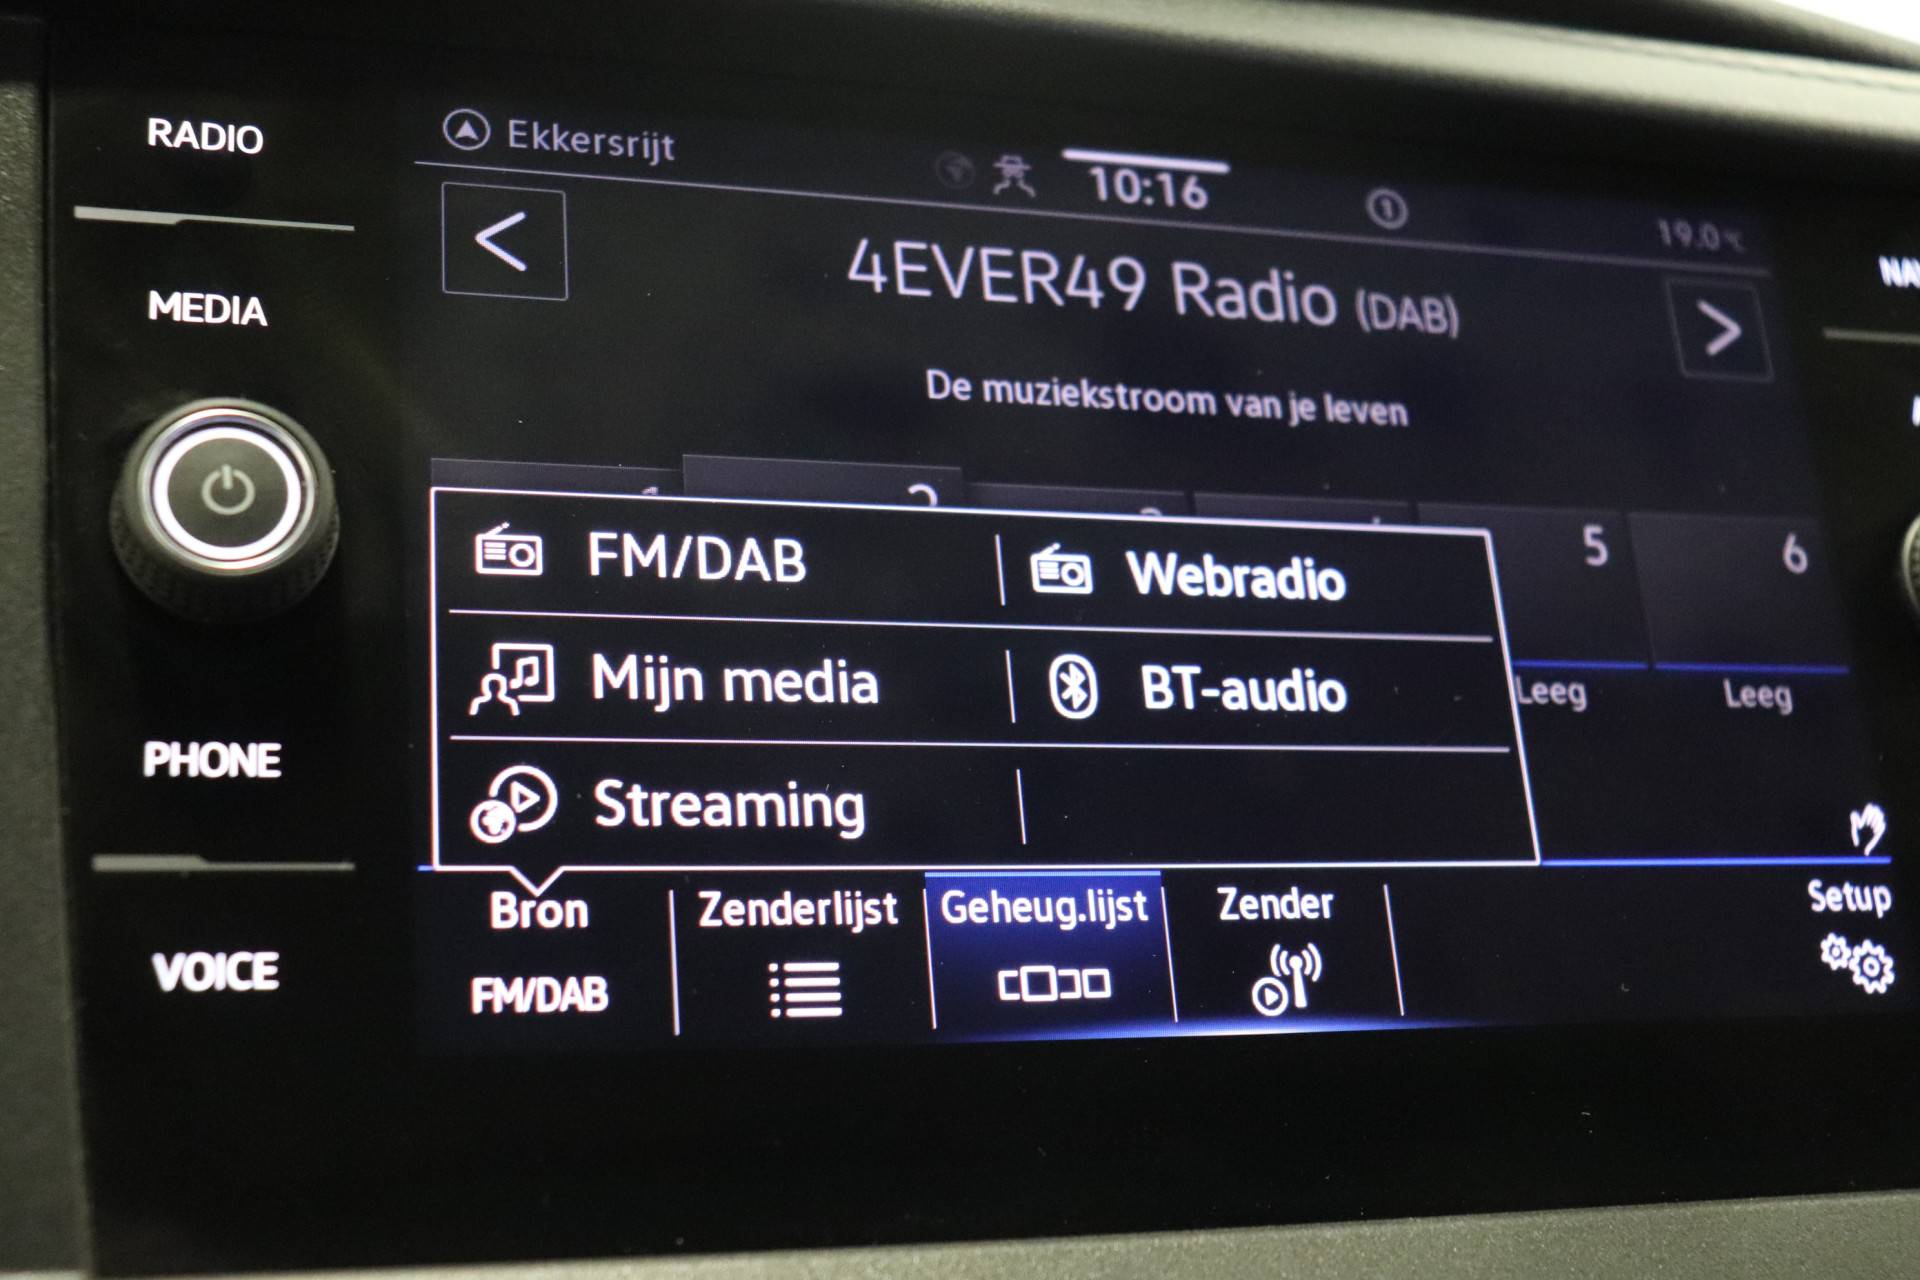 RADIO
MEDIA
PHONE
VOICE
Ekkersrijt
10:16
19.0°C
4EVER49 Radio (DAB)
De muziekstroom van je leven
2
5
6
FM/DAB
Webradio
Mijn media
BT-audio
Leeg
Leeg
Streaming
Bron
FM/DAB
Zenderlijst
Geheug.lijst
Zender
Setup